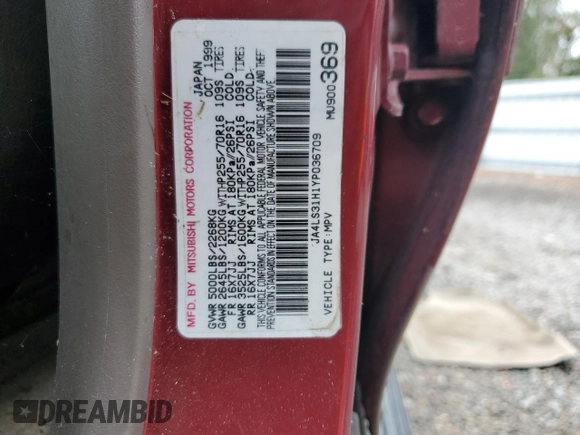 MFD. BY MITSUBISHI MOTORS CORPORATION JAPAN
OCT 1999
GVWR 5000LBS/2268KG
GAWR 2645LBS/1200KG WITH P255/70R16 109S TIRES
FR 16X7JJ RIMS AT 180KPa/26PSI COLD
GAWR 3525LBS/1600KG WITH P255/70R16 109S TIRES
RR 16X7JJ RIMS AT 180KPa/26PSI COLD
THIS VEHICLE CONFORMS TO ALL APPLICABLE FEDERAL MOTOR VEHICLE SAFETY AND THEFT
PREVENTION STANDARDS IN EFFECT ON THE DATE OF MANUFACTURE SHOWN ABOVE.
JA4LS31H1YP036709
VEHICLE TYPE:MPV
MU900369
DREAMBID